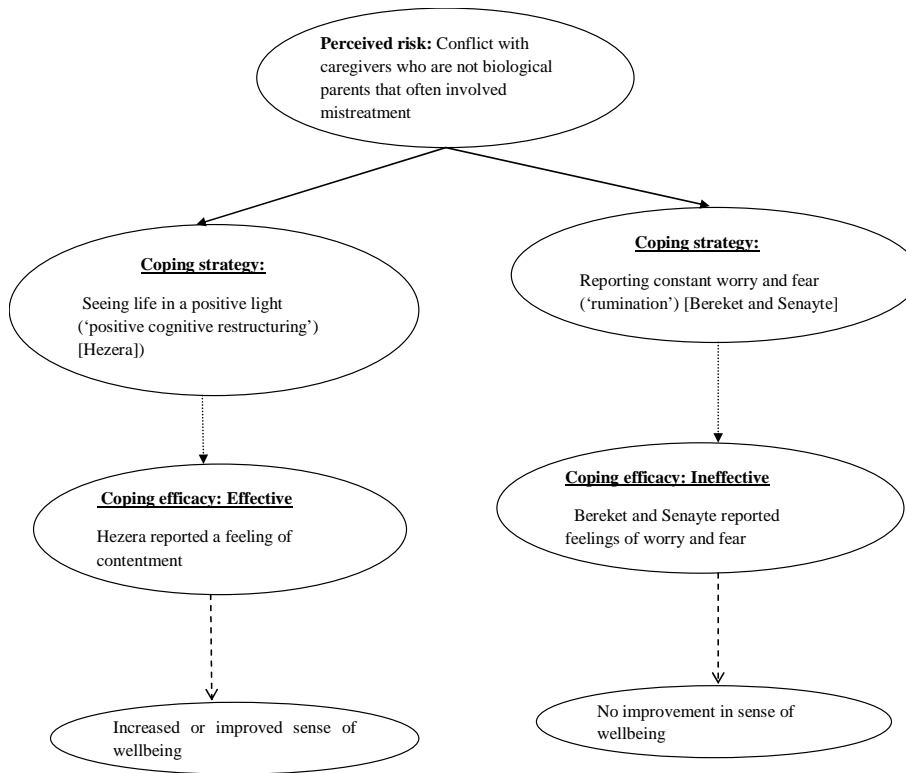 Perceived risk: Conflict with
caregivers who are not biological
parents that often involved
mistreatment
Coping strategy:
Seeing life in a positive light
(‘positive cognitive restructuring’)
[Hezera])
Coping strategy:
Reporting constant worry and fear
(‘rumination’) [Bereket and Senayte]
Coping efficacy: Effective
Hezera reported a feeling of
contentment
Coping efficacy: Ineffective
Bereket and Senayte reported
feelings of worry and fear
Increased or improved sense of
wellbeing
No improvement in sense of
wellbeing